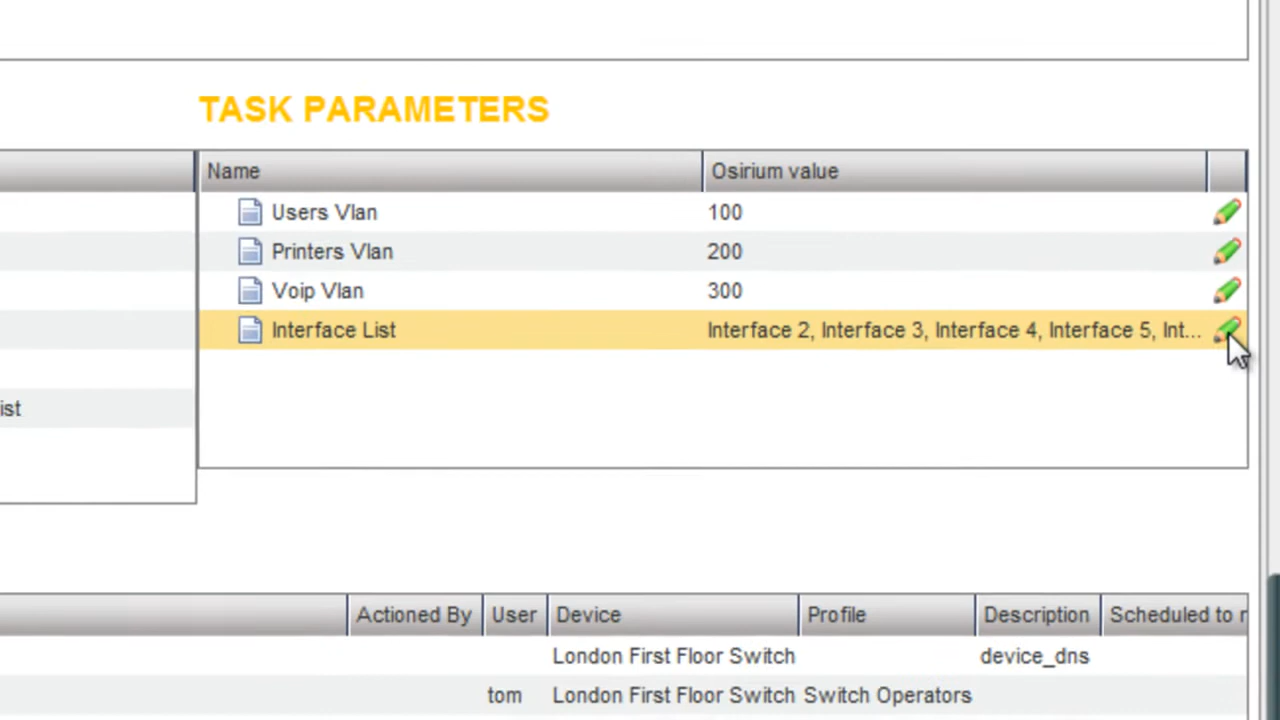 TASK PARAMETERS
Name Osirium value
Users Vlan 100
Printers Vlan 200
Voip Vlan 300
Interface List Interface 2, Interface 3, Interface 4, Interface 5, Int...
ist
Actioned By User Device Profile Description Scheduled to r
London First Floor Switch device_dns
tom London First Floor Switch Switch Operators